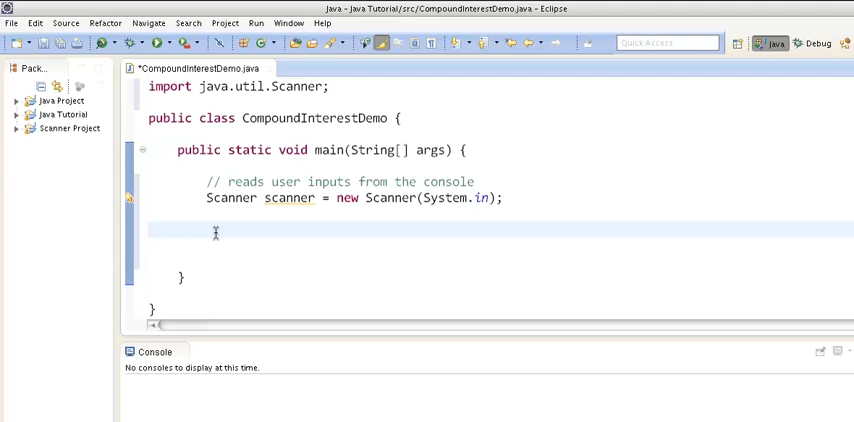 Java - Java Tutorial/src/CompoundInterestDemo.java - Eclipse
File Edit Source Refactor Navigate Search Project Run Window Help
Quick Access Java Debug
Pack... *CompoundInterestDemo.java
Java Project
Java Tutorial
Scanner Project
import java.util.Scanner;
public class CompoundInterestDemo {
public static void main(String[] args) {
// reads user inputs from the console
Scanner scanner = new Scanner(System.in);
}
}
Console
No consoles to display at this time.